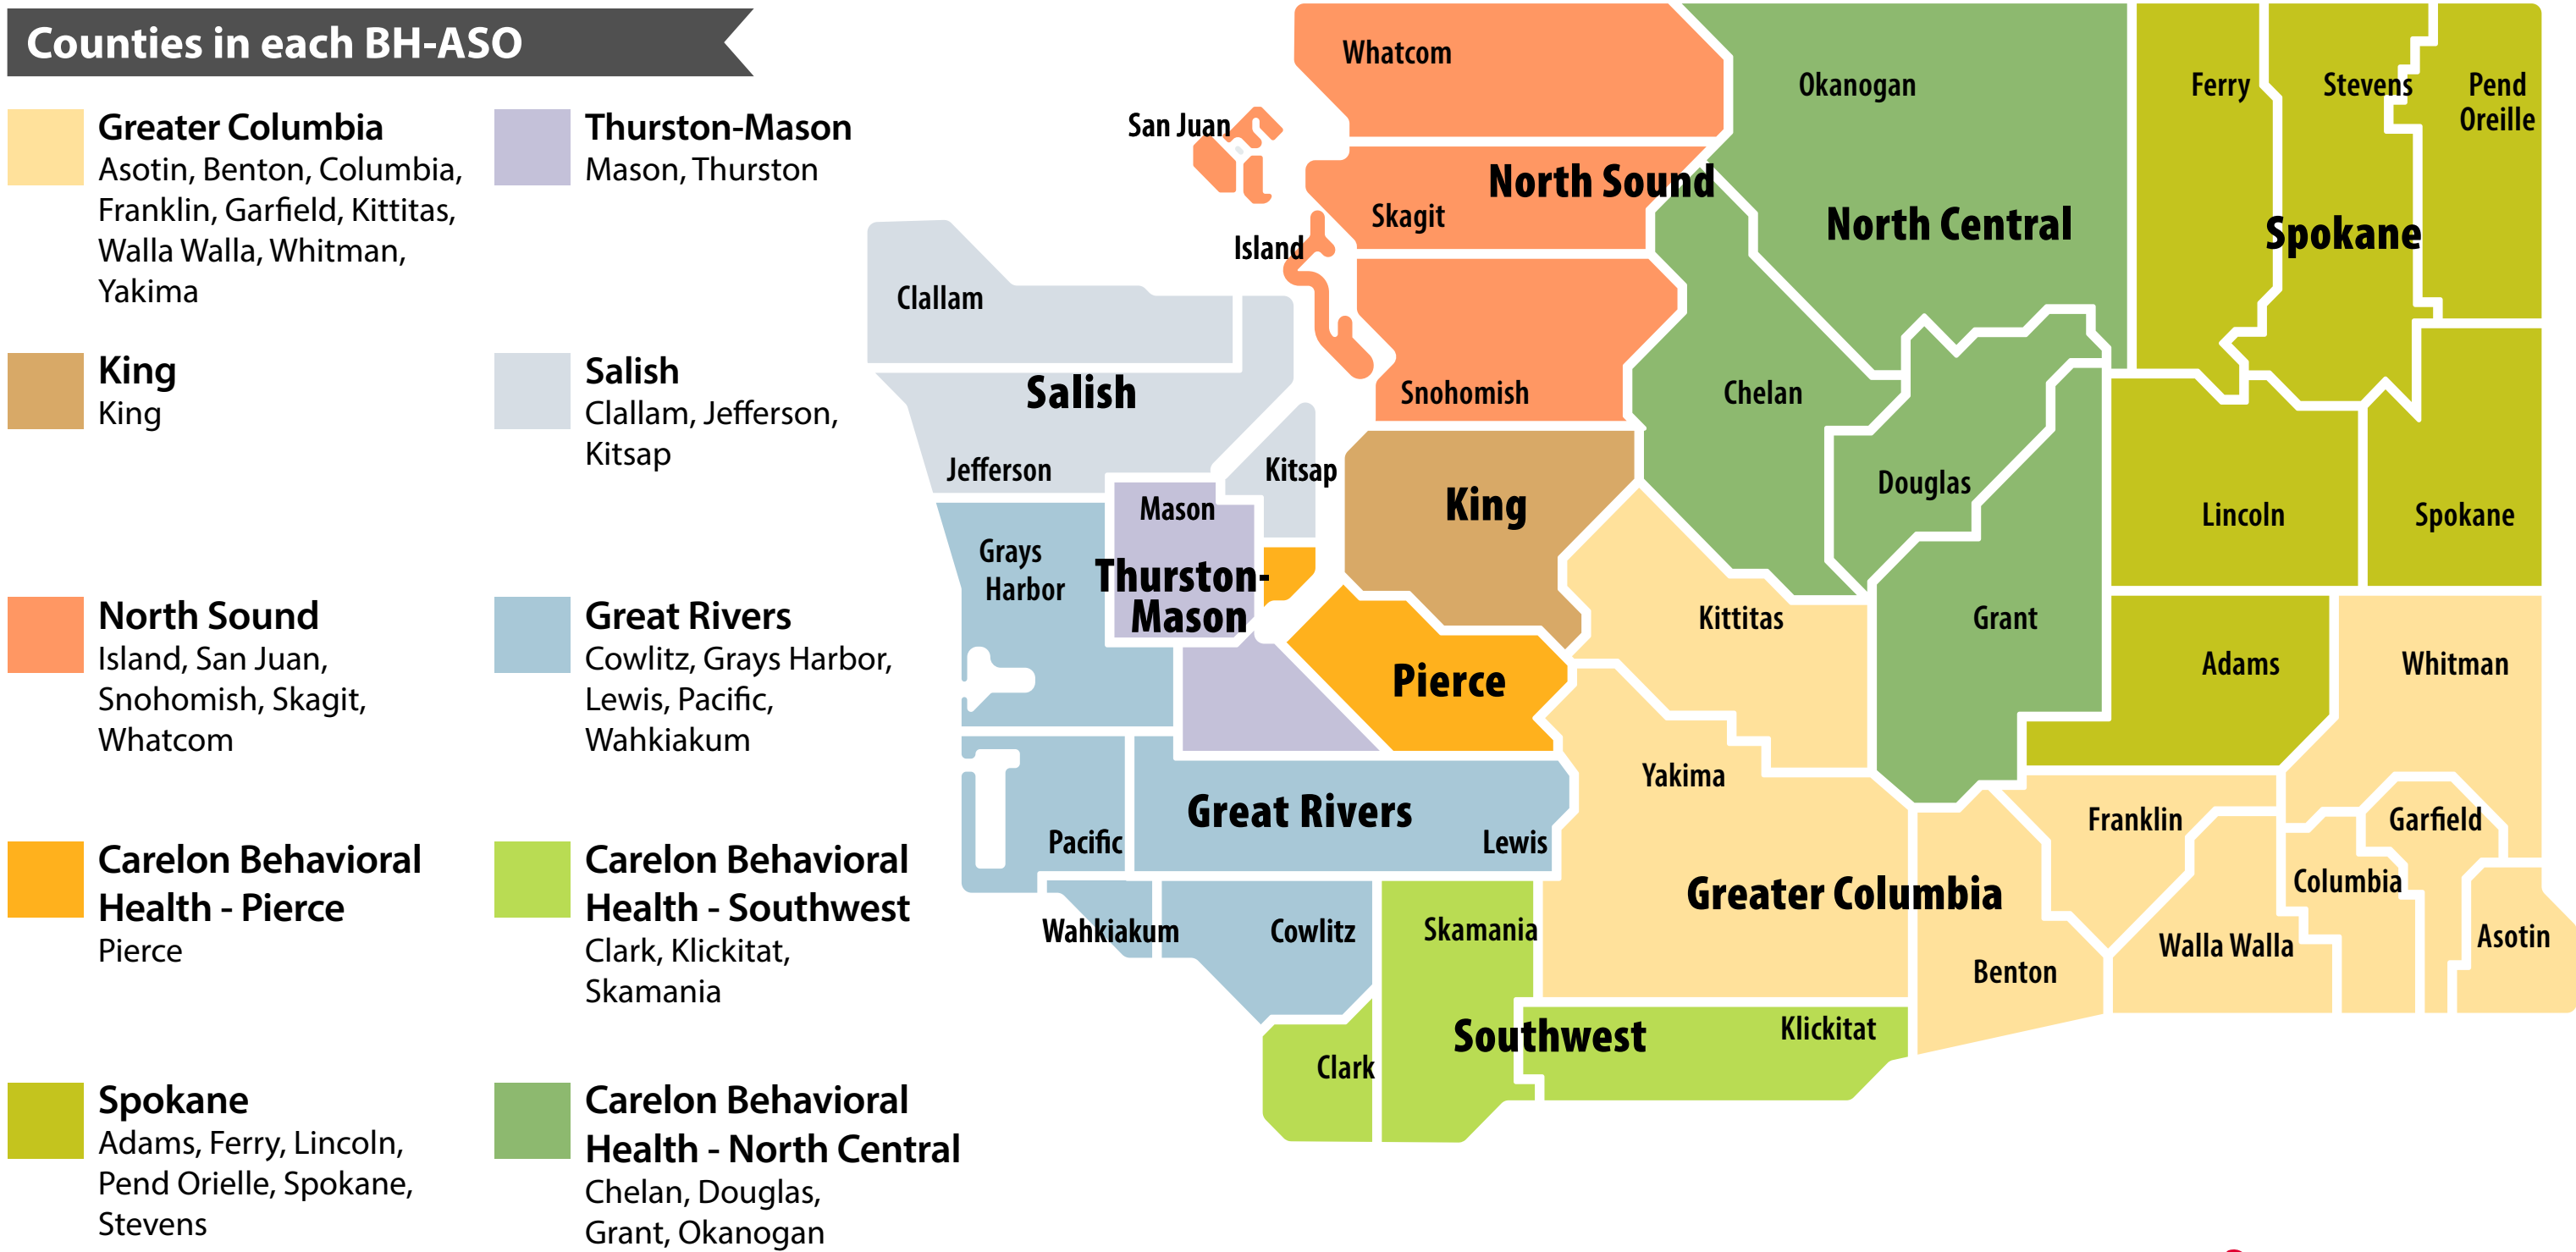 Counties in each BH-ASO
Greater Columbia
Asotin, Benton, Columbia,
Franklin, Garfield, Kittitas,
Walla Walla, Whitman,
Yakima
Thurston-Mason
Mason, Thurston
King
King
Salish
Clallam, Jefferson,
Kitsap
North Sound
Island, San Juan,
Snohomish, Skagit,
Whatcom
Great Rivers
Cowlitz, Grays Harbor,
Lewis, Pacific,
Wahkiakum
Carelon Behavioral
Health - Pierce
Pierce
Carelon Behavioral
Health - Southwest
Clark, Klickitat,
Skamania
Spokane
Adams, Ferry, Lincoln,
Pend Orielle, Spokane,
Stevens
Carelon Behavioral
Health - North Central
Chelan, Douglas,
Grant, Okanogan
Whatcom
San Juan
North Sound
Skagit
Island
Snohomish
Okanogan
North Central
Chelan
Douglas
Grant
Ferry
Stevens
Pend
Oreille
Spokane
Lincoln
Spokane
Adams
Clallam
Salish
Jefferson
Kitsap
Mason
Thurston-
Mason
Grays
Harbor
King
Pierce
Kittitas
Whitman
Yakima
Great Rivers
Pacific
Lewis
Wahkiakum
Cowlitz
Greater Columbia
Franklin
Garfield
Columbia
Walla Walla
Asotin
Benton
Skamania
Southwest
Klickitat
Clark